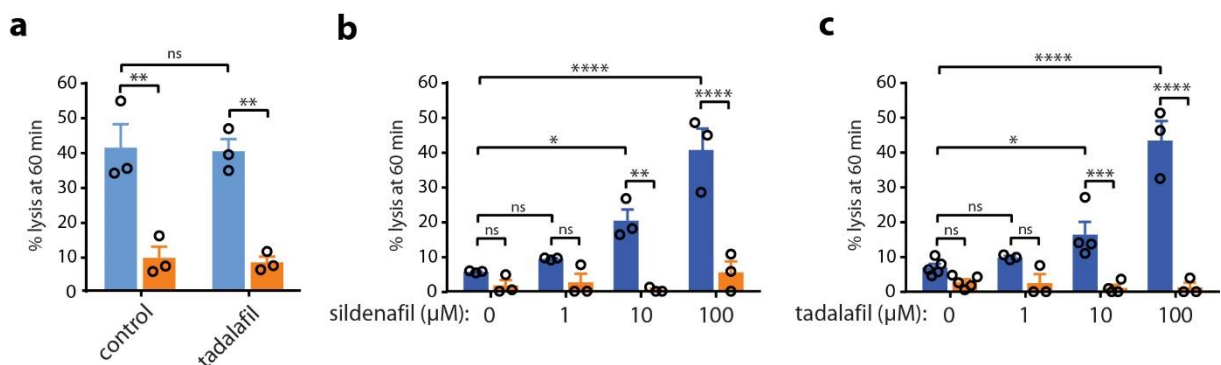 a
ns
**
**
% lysis at 60 min
60
50
40
30
20
10
0
control
tadalafil
b
****
****
*
**
ns
ns
ns
% lysis at 60 min
60
50
40
30
20
10
0
sildenafil (μM): 0 1 10 100
c
****
****
*
***
ns
ns
ns
% lysis at 60 min
60
50
40
30
20
10
0
tadalafil (μM): 0 1 10 100